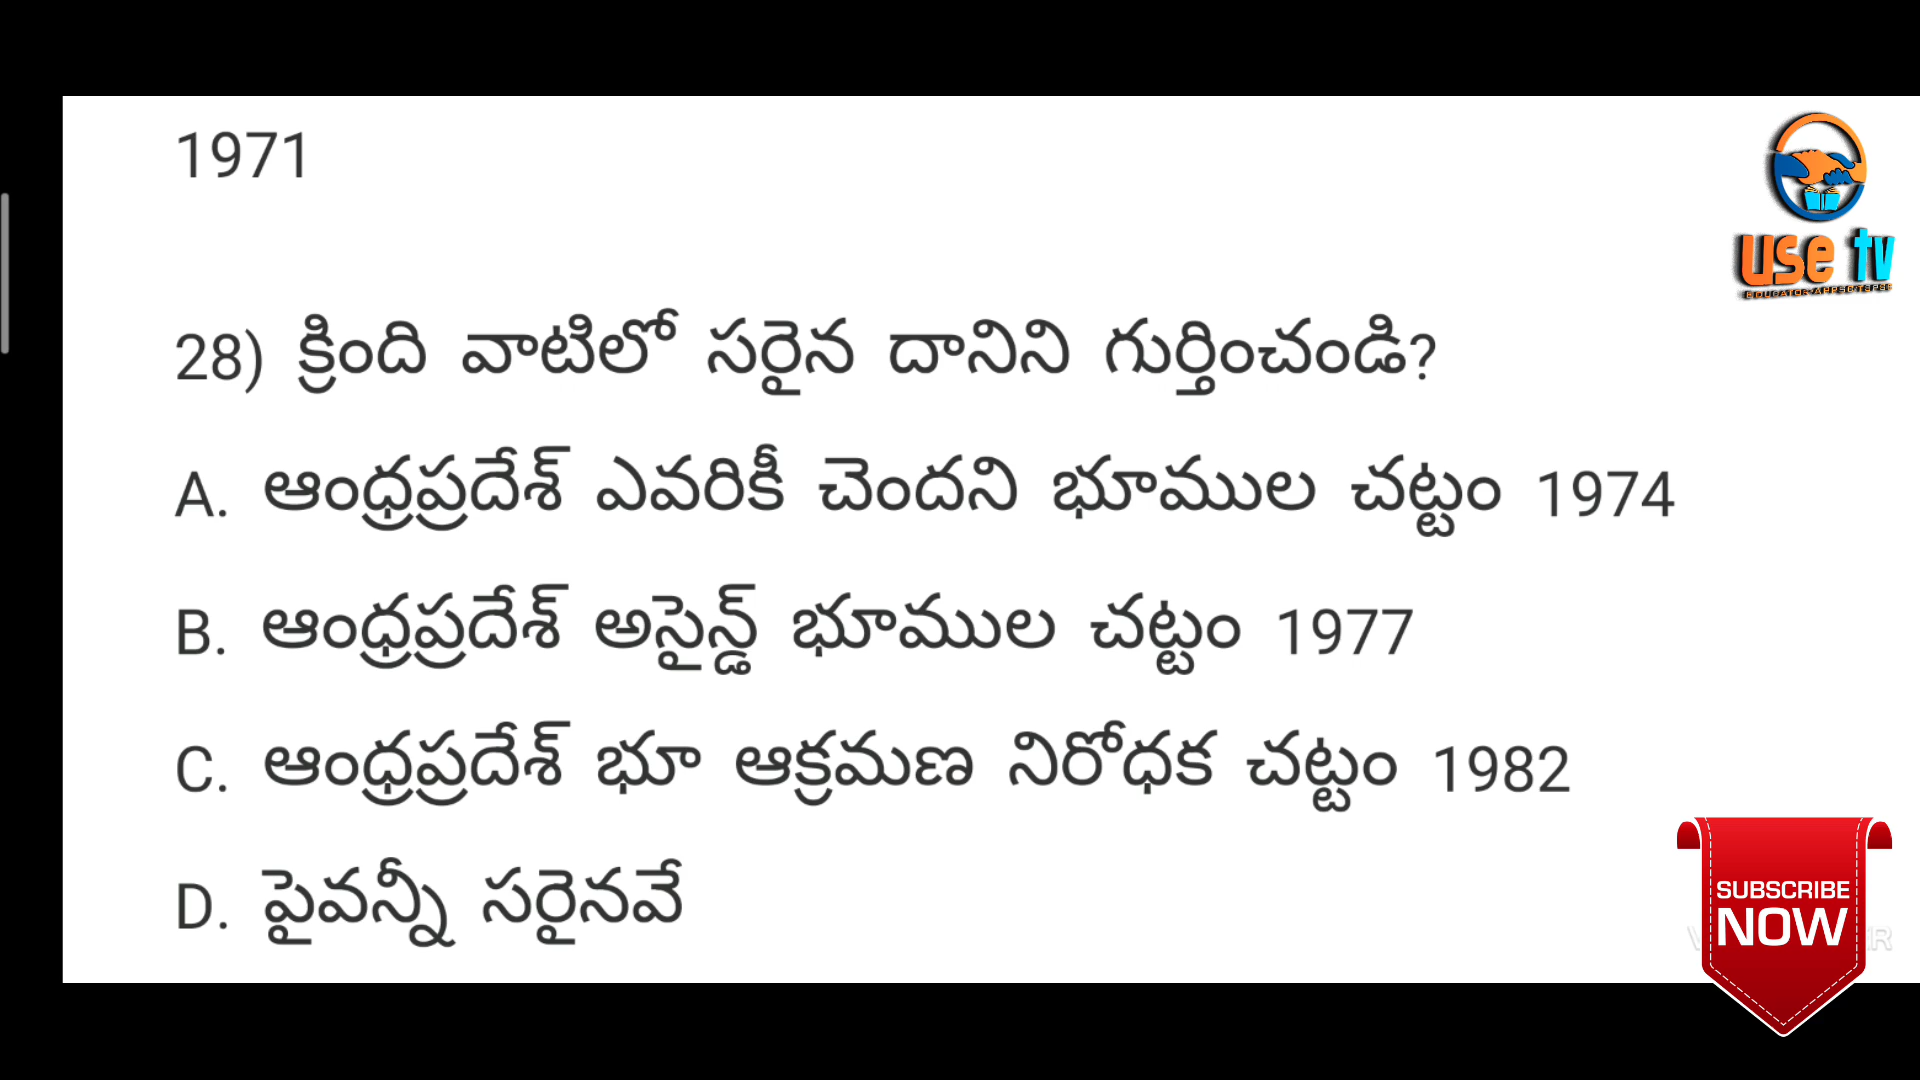 1971
use tv
28) క్రింది వాటిలో సరైన దానిని గుర్తించండి?
A. ఆంధ్రప్రదేశ్ ఎవరికీ చెందని భూముల చట్టం 1974
B. ఆంధ్రప్రదేశ్ అసైన్డ్ భూముల చట్టం 1977
C. ఆంధ్రప్రదేశ్ భూ ఆక్రమణ నిరోధక చట్టం 1982
D. పైవన్నీ సరైనవే
SUBSCRIBE
NOW